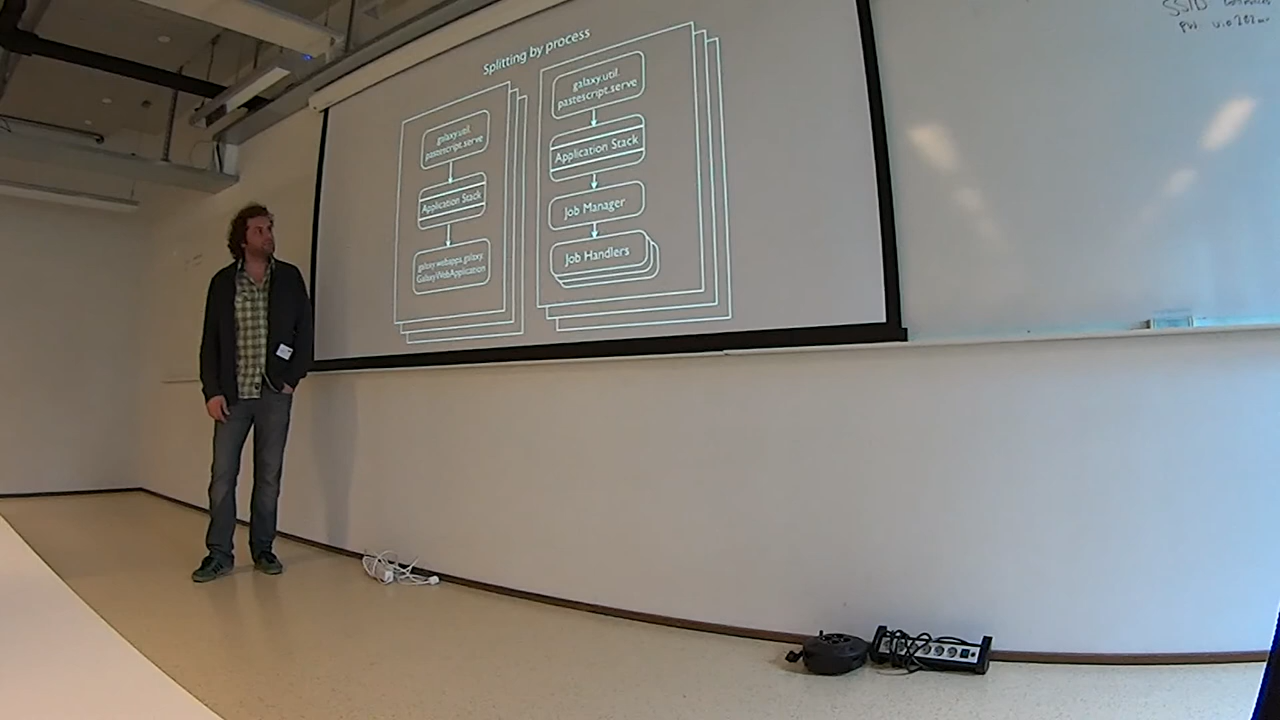 Splitting by process
galaxy.util.
pastescript.serve
Application Stack
galaxy.webapps.galaxy.
GalaxyWebApplication
galaxy.util.
pastescript.serve
Application Stack
Job Manager
Job Handlers
SSID